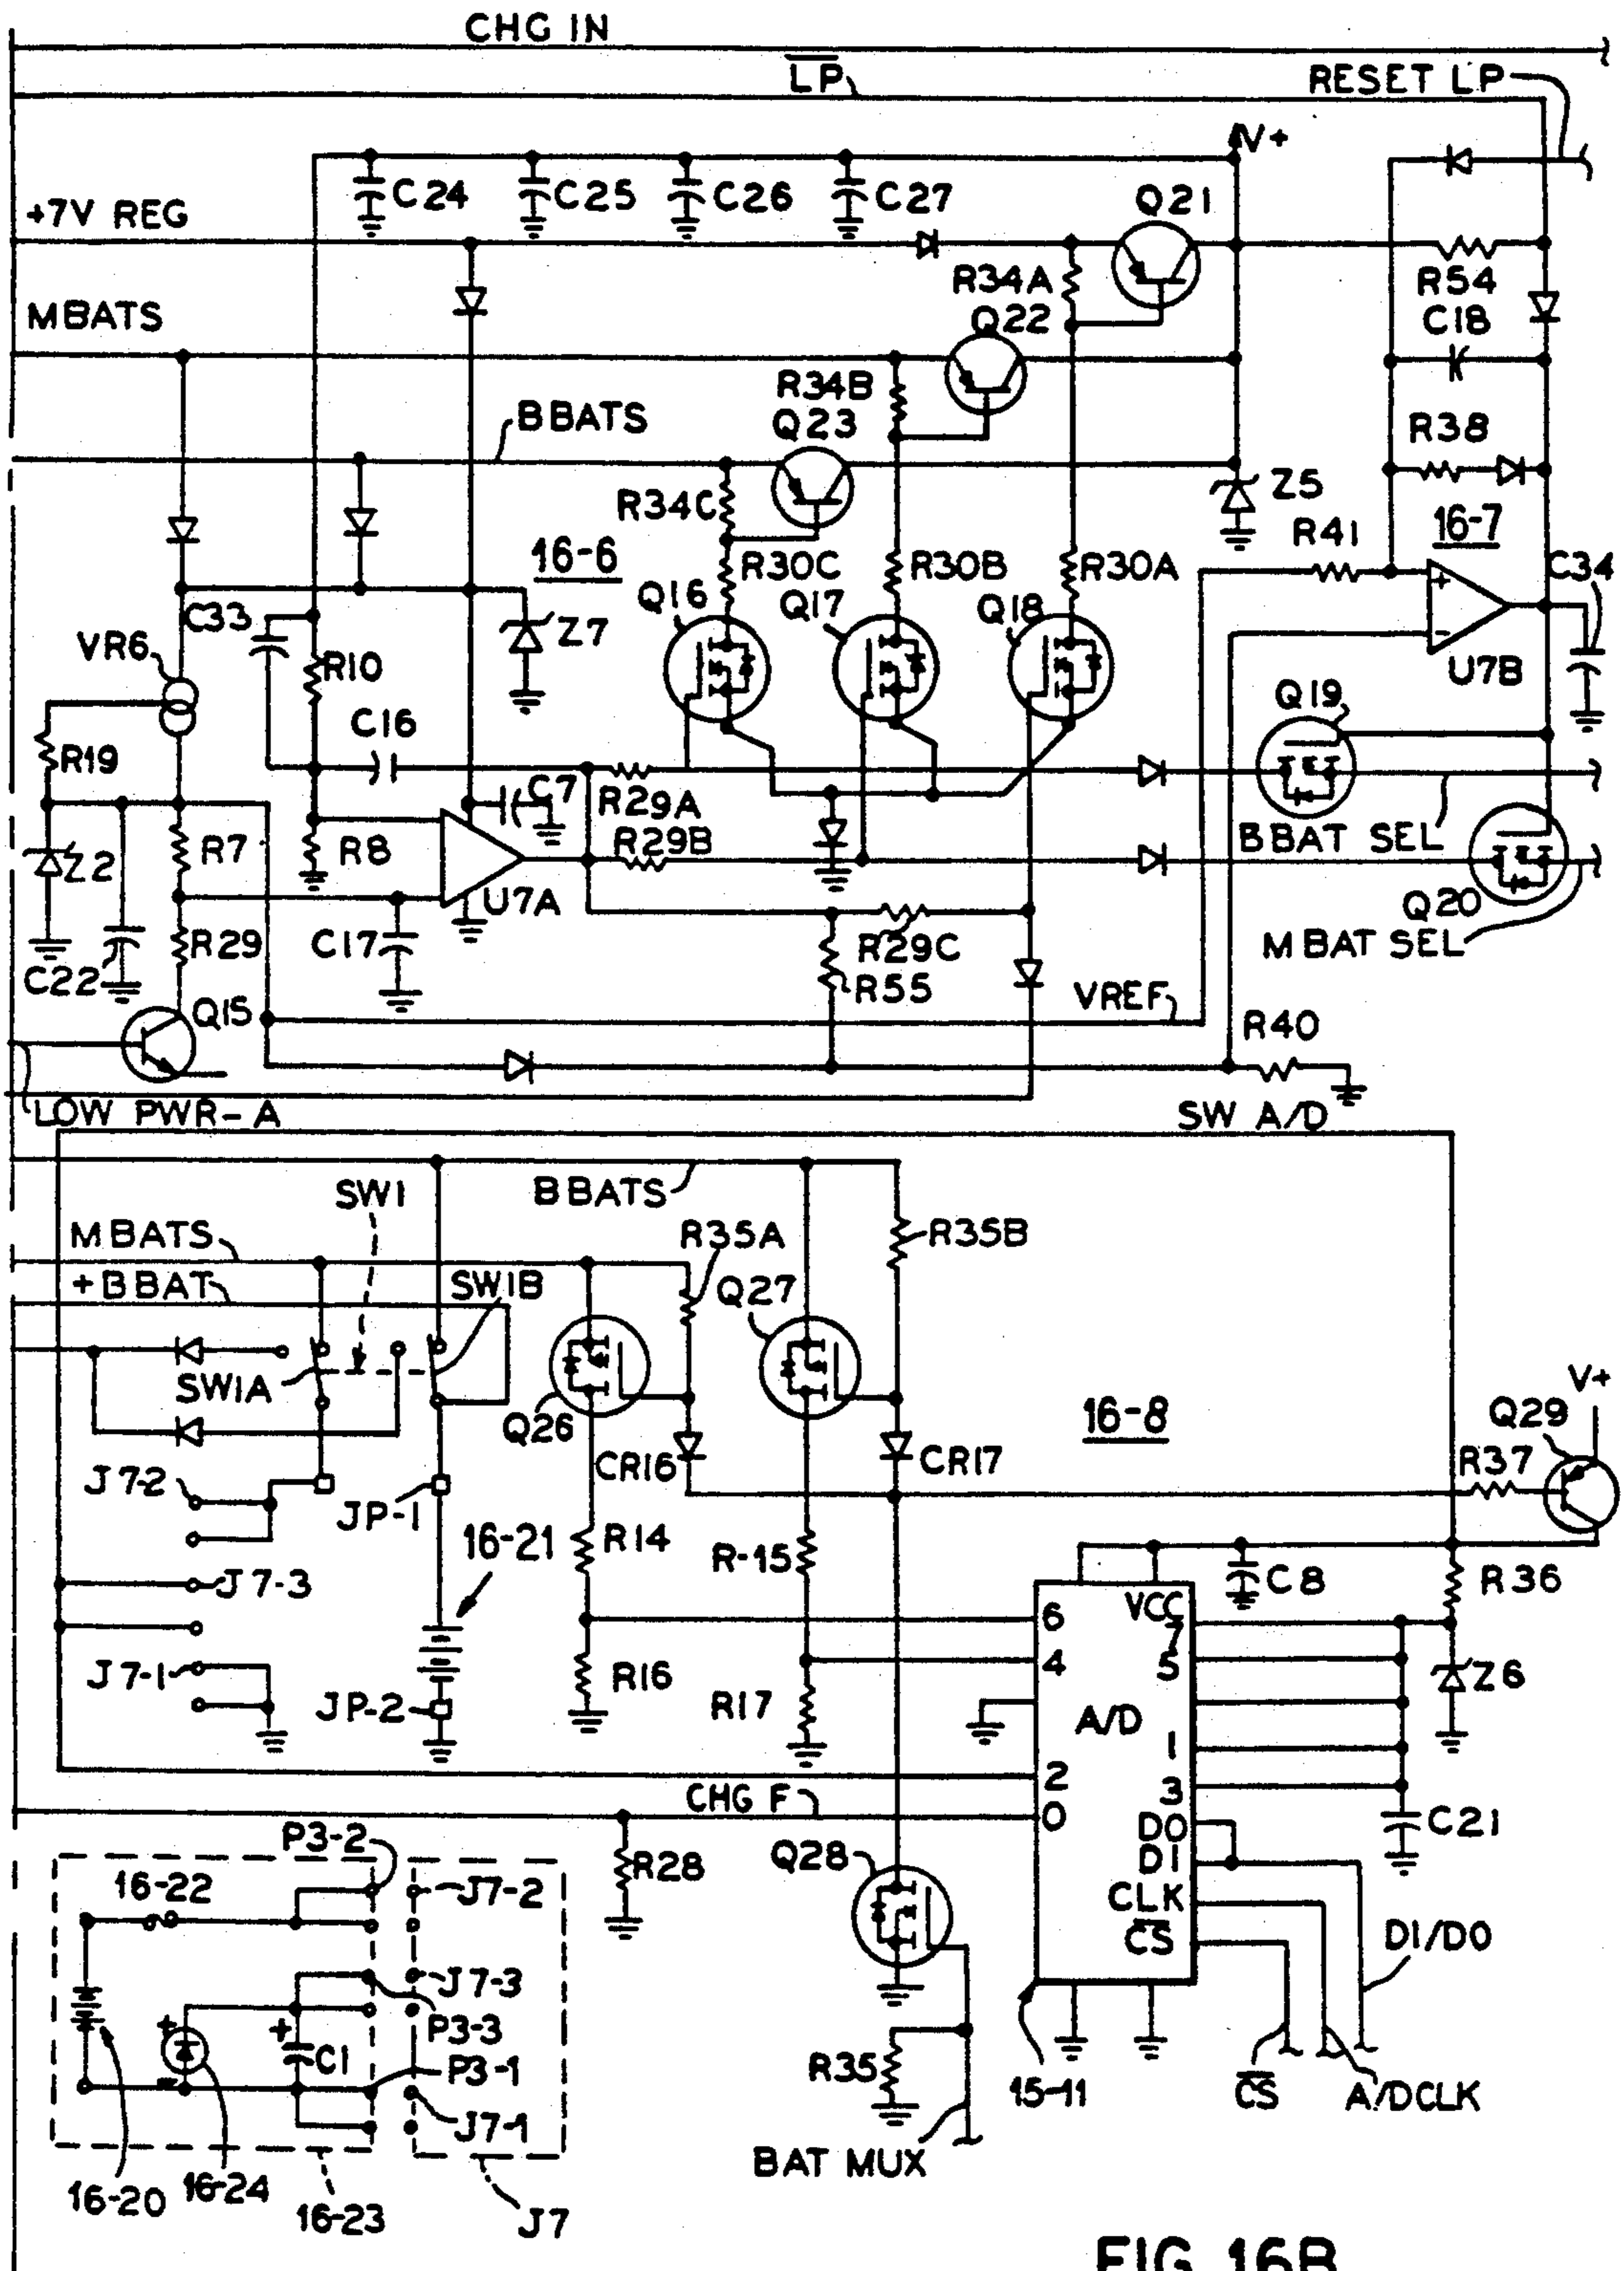 CHG IN
LP
RESET LP
V+
C24
C25
C26
C27
Q21
+7V REG
R34A
R54
MBATS
Q22
C18
R34B
BBATS
Q23
R38
R34C
Z5
16-6
16-7
R41
R30C
R30B
R30A
C34
C33
Q16
Q17
Q18
VR6
Z7
R10
+
-
U7B
Q19
C16
R19
C7
R29A
R29B
BBAT SEL
Z2
R7
R8
U7A
Q20
C22
R29
C17
R29C
MBAT SEL
R55
VREF
Q15
R40
LOW PWR-A
SW A/D
SW1
BBATS
MBATS
R35A
R35B
+BBAT
SW1B
Q27
SW1A
V+
Q26
16-8
Q29
CR16
CR17
R37
J7-2
JP-1
16-21
R14
R-15
C8
R36
J7-3
6
VCC
7
4
5
J7-1
R16
Z6
JP-2
R17
A/D
1
2
3
CHG F
0
D0
C21
P3-2
D1
R28
Q28
16-22
J7-2
CLK
CS
D1/D0
J7-3
+
+
P3-3
C1
P3-1
R35
-
15-11
CS
A/DCLK
J7-1
BAT MUX
16-20
16-24
16-23
J7
FIG. 16B